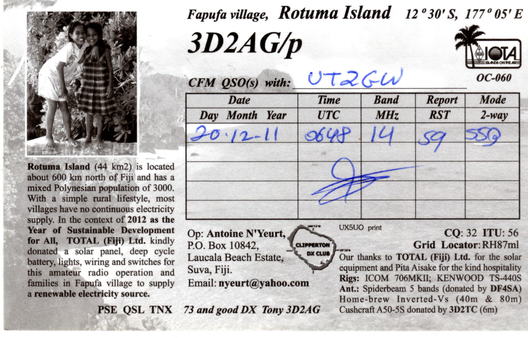 Fapufa village, Rotuma Island 12°30'S, 177°05'E
3D2AG/p
IOTA
ISLANDS ON THE AIR
OC-060
CFM QSO(s) with: UT2GW
Date Time Band Report Mode
Day Month Year UTC MHz RST 2-way
20-12-11 0648 14 59 SSB
Rotuma Island (44 km2) is located
about 600 km north of Fiji and has a
mixed Polynesian population of 3000.
With a simple rural lifestyle, most
villages have no continuous electricity
supply. In the context of 2012 as the
Year of Sustainable Development
for All, TOTAL (Fiji) Ltd. kindly
donated a solar panel, deep cycle
battery, lights, wiring and switches for
this amateur radio operation and
families in Fapufa village to supply
a renewable electricity source.
PSE QSL TNX
Op: Antoine N'Yeurt,
P.O. Box 10842,
Laucala Beach Estate,
Suva, Fiji.
Email: nyeurt@yahoo.com
73 and good DX Tony 3D2AG
CLIPPERTON
DX CLUB
UX5UO print
CQ: 32 ITU: 56
Grid Locator: RH87ml
Our thanks to TOTAL (Fiji) Ltd. for the solar
equipment and Pita Asake for the kind hospitality
Rigs: ICOM 706MKII; KENWOOD TS-440S
Ant.: Spiderbeam 5 bands (donated by DF4SA)
Home-brew Inverted-Vs (40m & 80m)
Cushcraft A50-5S donated by 3D2TC (6m)